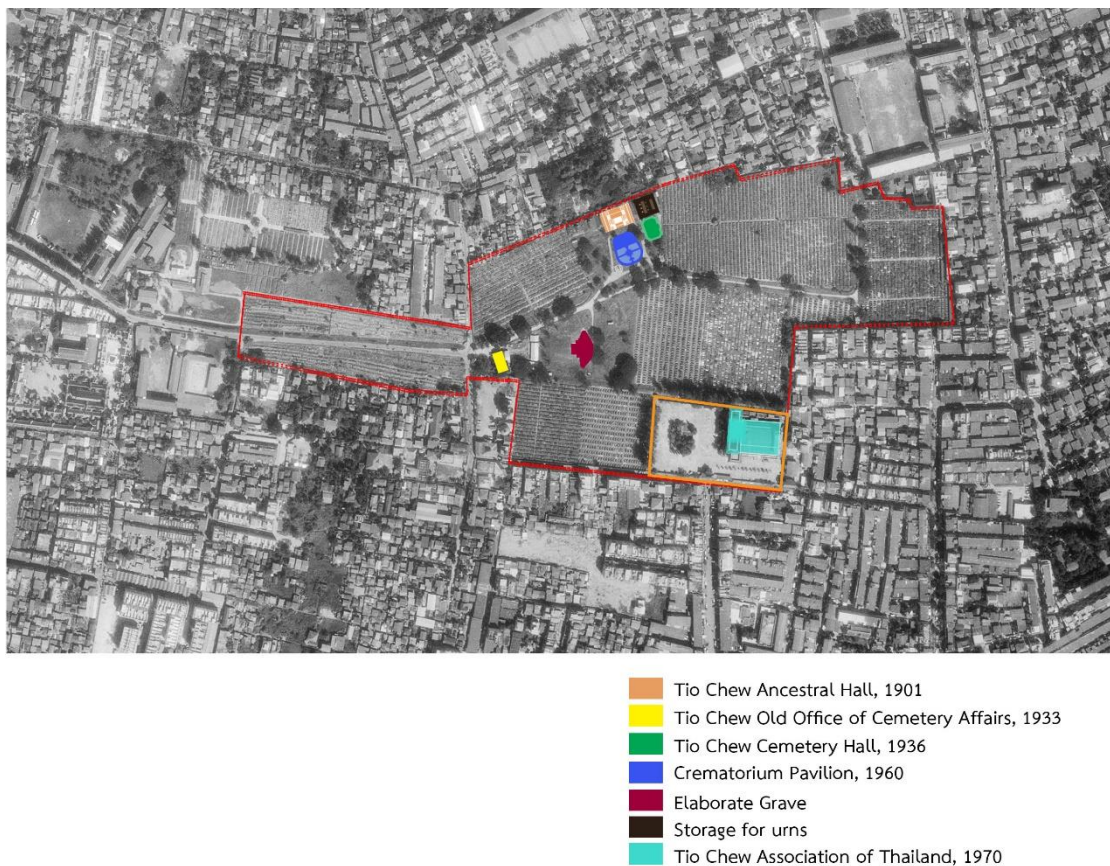 Tio Chew Ancestral Hall, 1901
Tio Chew Old Office of Cemetery Affairs, 1933
Tio Chew Cemetery Hall, 1936
Crematorium Pavilion, 1960
Elaborate Grave
Storage for urns
Tio Chew Association of Thailand, 1970